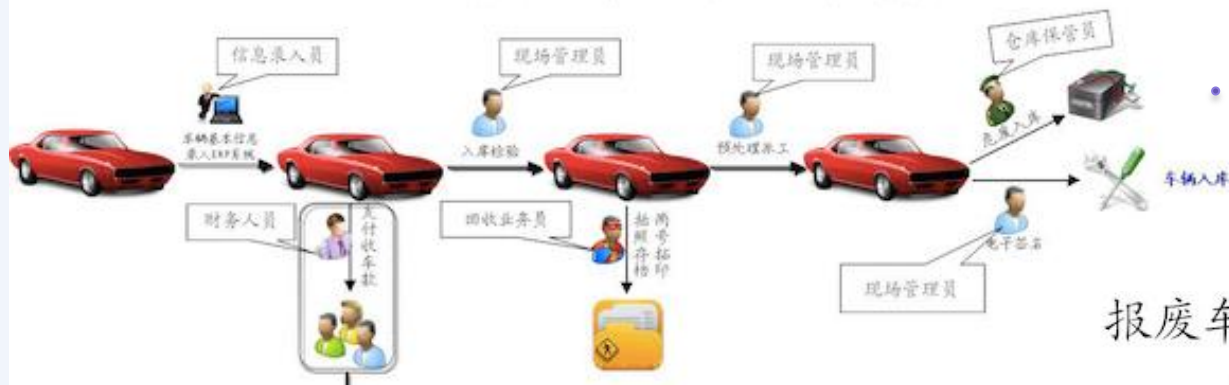 信息录入员
现场管理员
现场管理员
仓库保管员
车辆基本信息
录入ERP系统
入库检验
预处理派工
危废入库
车辆入库
财务人员
支付收车款
回收业务员
拍照存档
两号拓印
电子签名
现场管理员
报废车